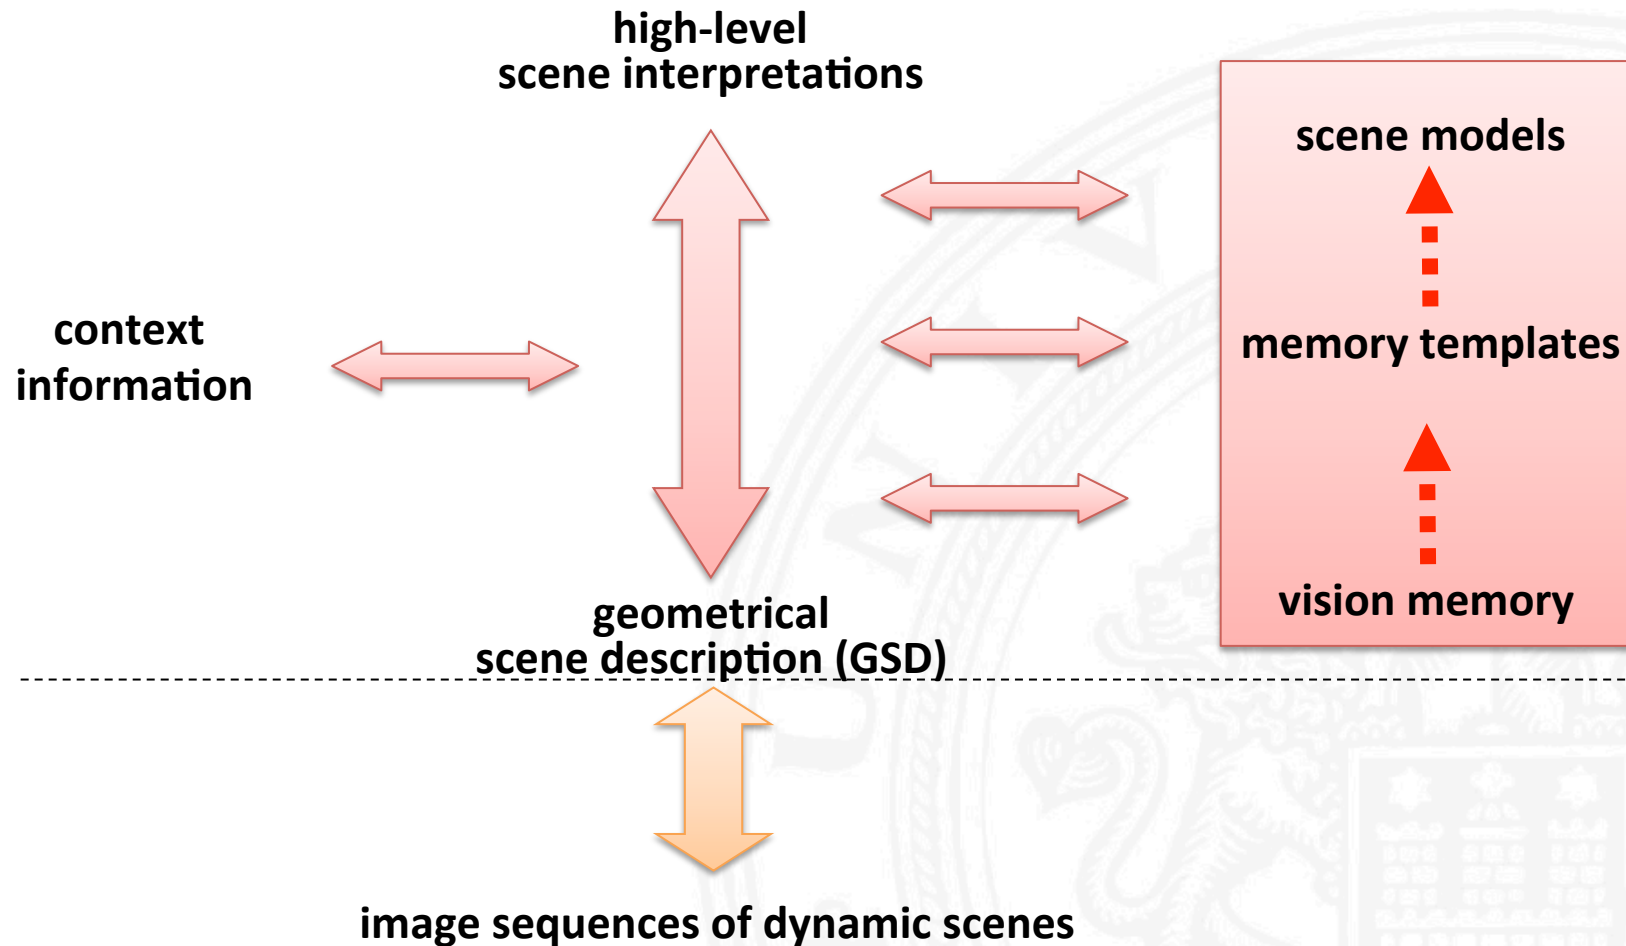 high-level
scene interpretations
scene models
context
information
memory templates
vision memory
geometrical
scene description (GSD)
image sequences of dynamic scenes
U N I V